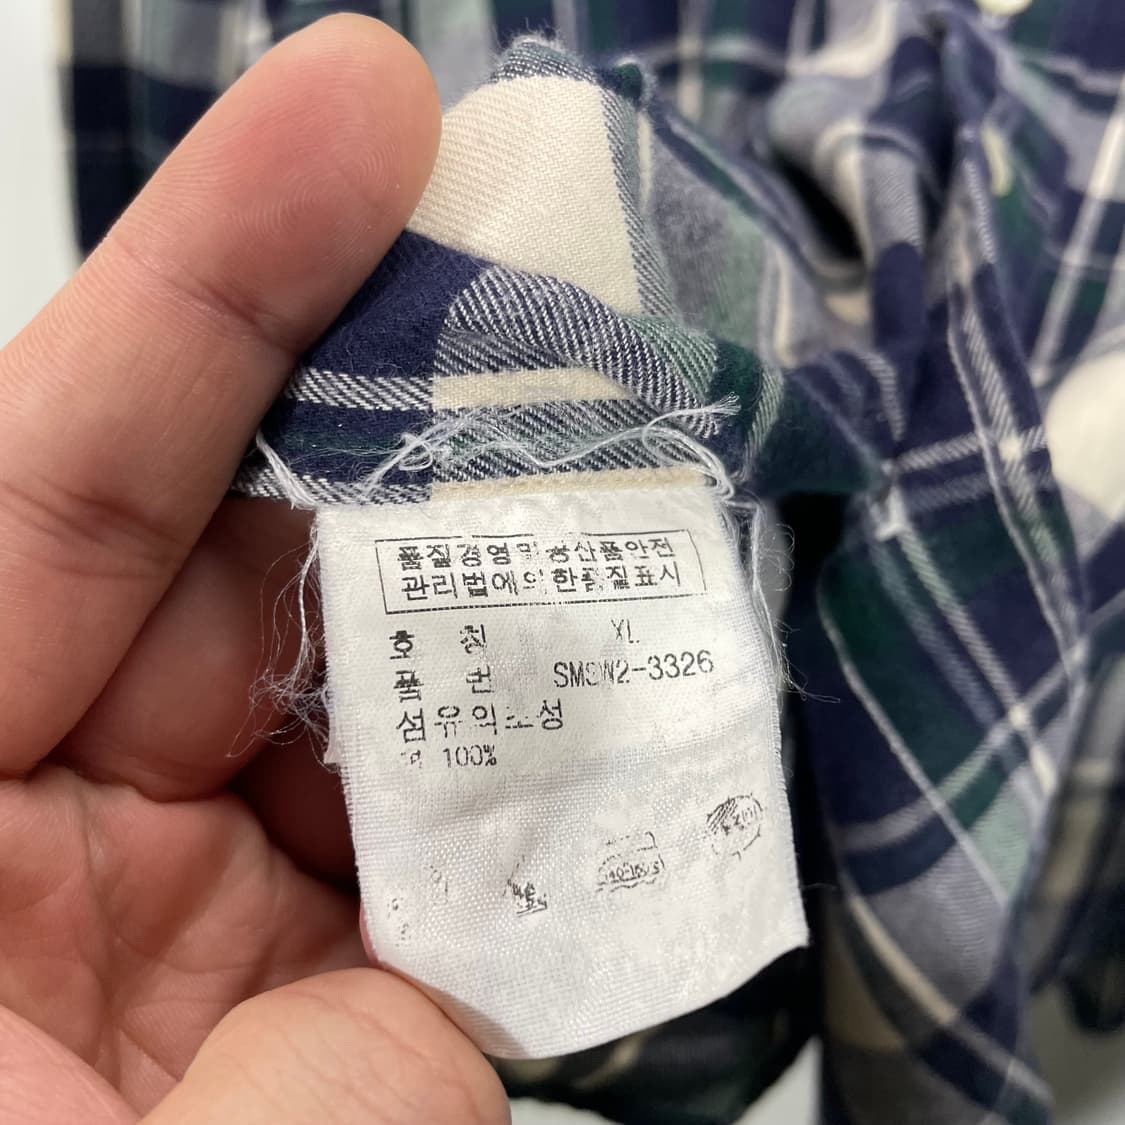 품질경영및공산품안전
관리법에의한품질표시
호 칭 XL
품 번 SMSW2-3326
섬유의조성
면 100%